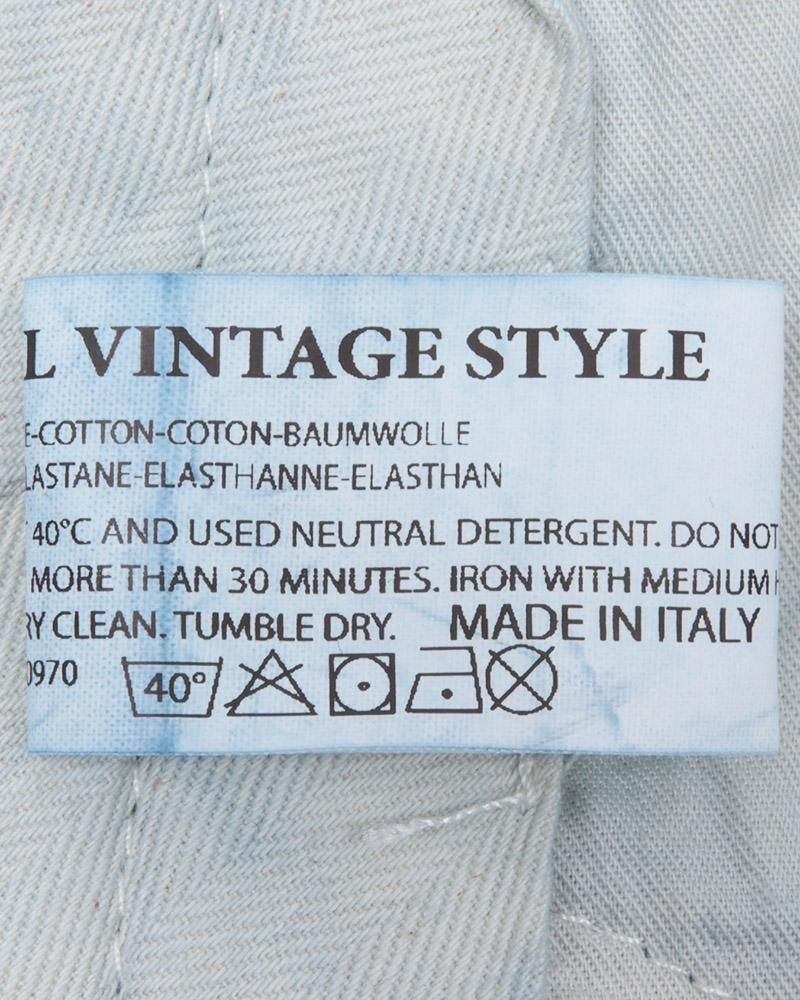 L VINTAGE STYLE
E-COTTON-COTON-BAUMWOLLE
LASTANE-ELASTHANNE-ELASTHAN
40°C AND USED NEUTRAL DETERGENT. DO NOT
MORE THAN 30 MINUTES. IRON WITH MEDIUM
RY CLEAN. TUMBLE DRY. MADE IN ITALY
0970 40°